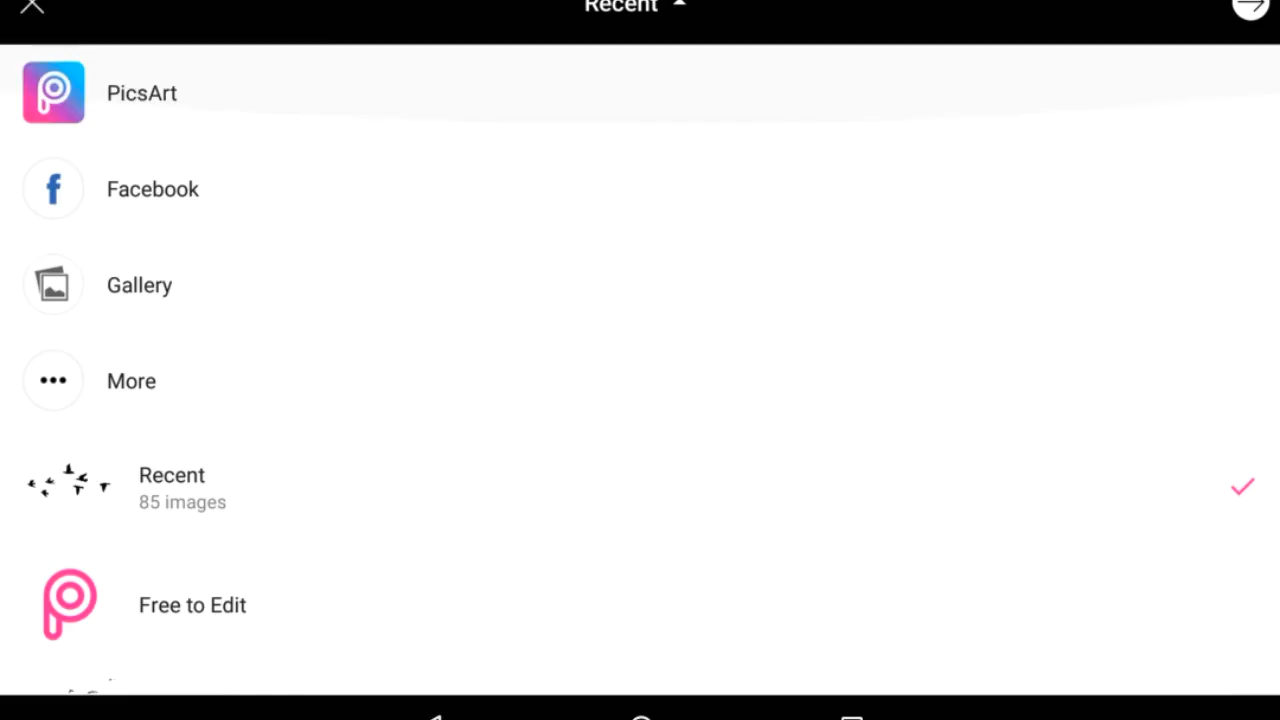 Recent
PicsArt
Facebook
Gallery
More
Recent
85 images
Free to Edit